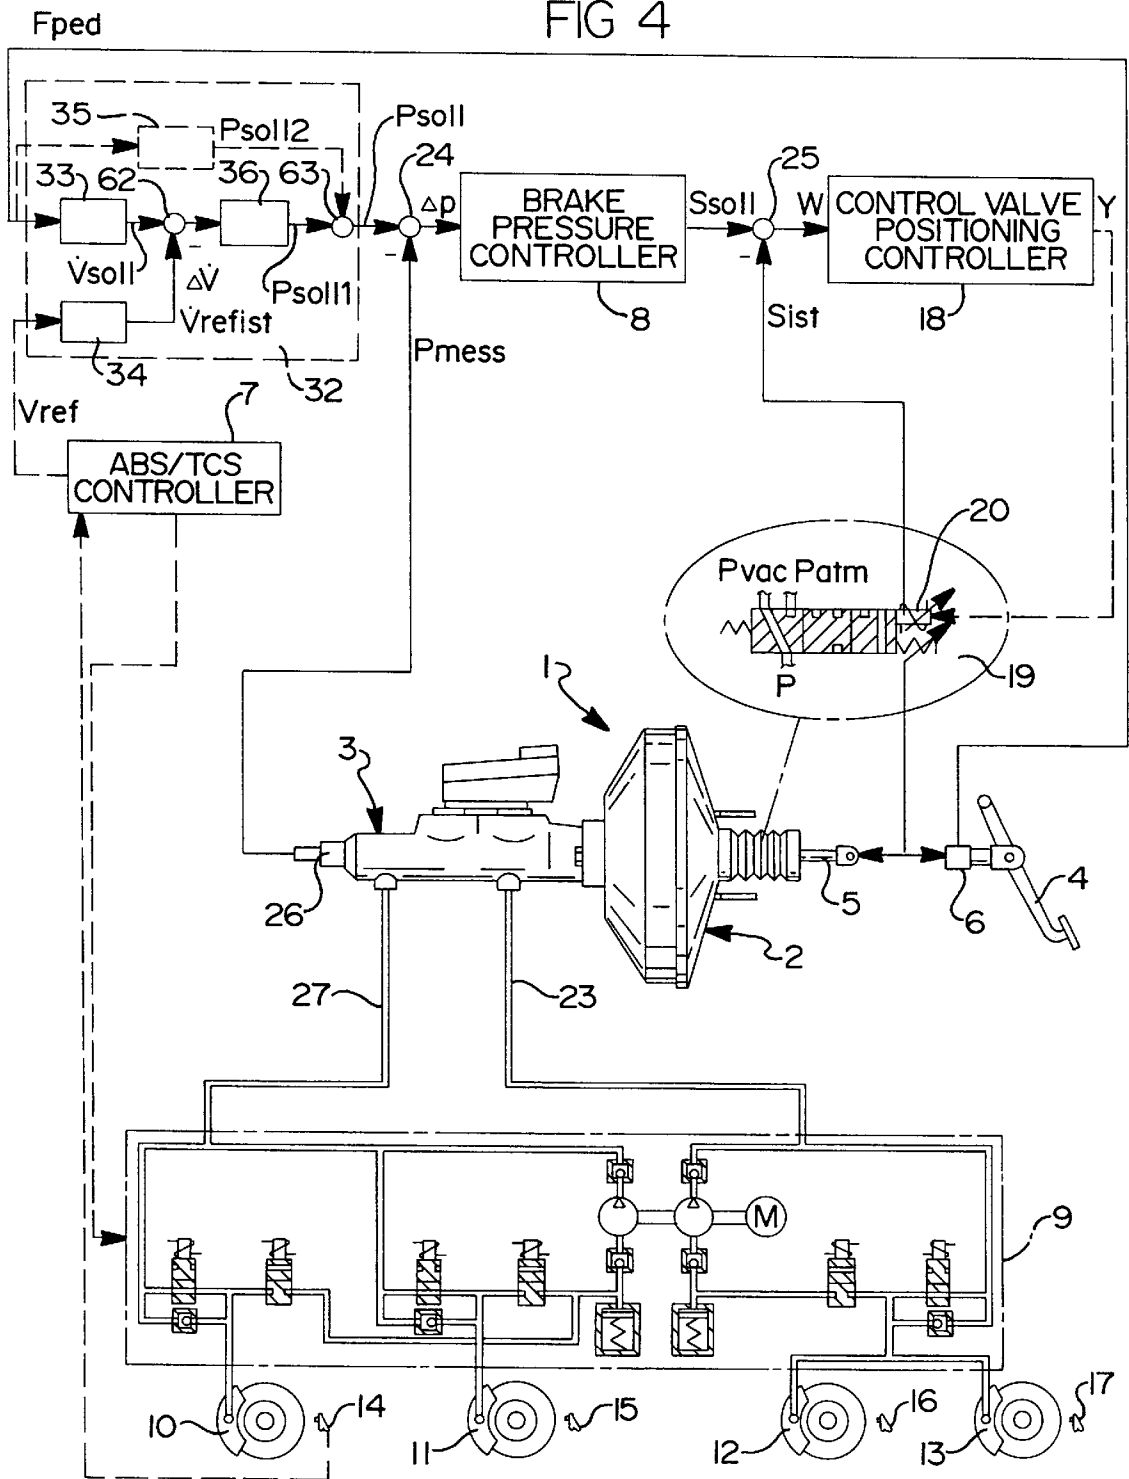 FIG 4
Fped
35
Psoll2
Psoll
24
25
33
62
36
63
Δp
BRAKE
PRESSURE
CONTROLLER
Ssoll
W
CONTROL VALVE
POSITIONING
CONTROLLER
Y
-
-
-
V̇soll
ΔV̇
Psoll1
8
18
V̇refist
Sist
34
32
Pmess
Vref
7
ABS/TCS
CONTROLLER
20
Pvac Patm
P
19
1
3
26
5
6
4
2
27
23
M
9
10
14
11
15
12
16
13
17